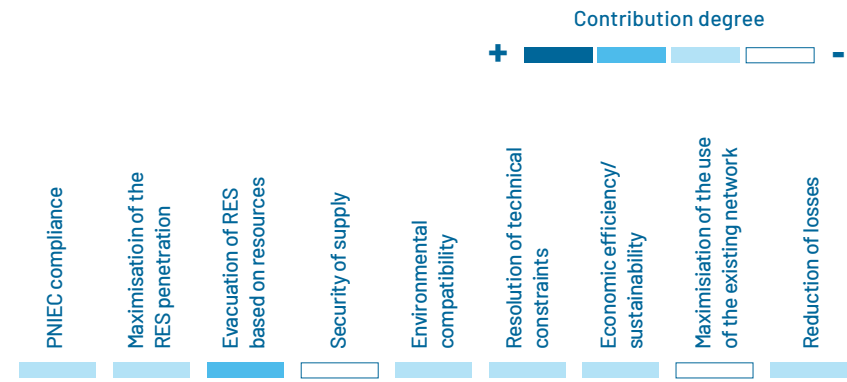 Contribution degree
+ -
PNIEC compliance
Maximisatioin of the
RES penetration
Evacuation of RES
based on resources
Security of supply
Environmental
compatibility
Resolution of technical
constraints
Economic efficiency/
sustainability
Maximisiation of the use
of the existing network
Reduction of losses